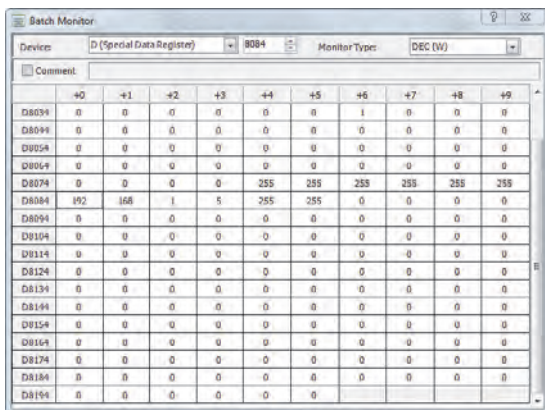 Batch Monitor
Device: D (Special Data Register) 8084 Monitor Type: DEC (W)
Comment
+0 +1 +2 +3 +4 +5 +6 +7 +8 +9
D8034 0 0 0 0 0 0 1 0 0 0
D8044 0 0 0 0 0 0 0 0 0 0
D8054 0 0 0 0 0 0 0 0 0 0
D8064 0 0 0 0 0 0 0 0 0 0
D8074 0 0 0 0 255 255 255 255 255 255
D8084 192 168 1 5 255 255 0 0 0 0
D8094 0 0 0 0 0 0 0 0 0 0
D8104 0 0 0 0 0 0 0 0 0 0
D8114 0 0 0 0 0 0 0 0 0 0
D8124 0 0 0 0 0 0 0 0 0 0
D8134 0 0 0 0 0 0 0 0 0 0
D8144 0 0 0 0 0 0 0 0 0 0
D8154 0 0 0 0 0 0 0 0 0 0
D8164 0 0 0 0 0 0 0 0 0 0
D8174 0 0 0 0 0 0 0 0 0 0
D8184 0 0 0 0 0 0 0 0 0 0
D8194 0 0 0 0 0 0